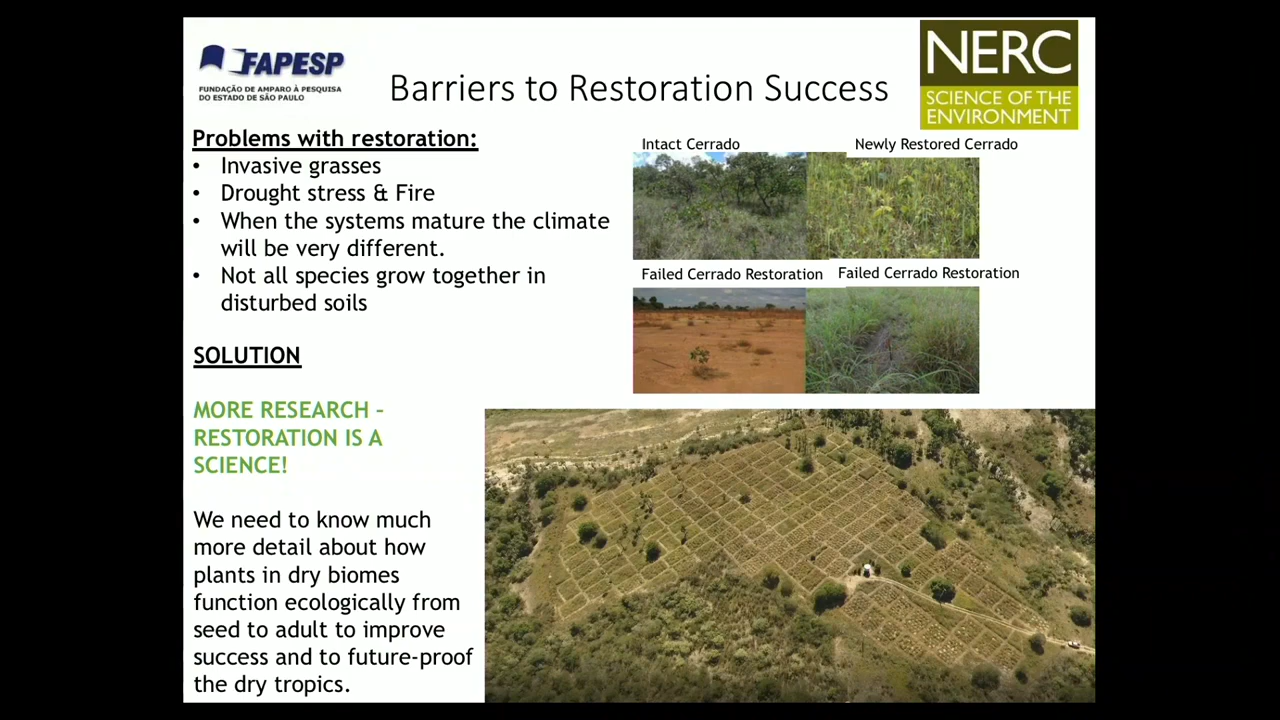 FAPESP
FUNDAÇÃO DE AMPARO À PESQUISA
DO ESTADO DE SÃO PAULO
Barriers to Restoration Success
NERC
SCIENCE OF THE
ENVIRONMENT
Problems with restoration:
• Invasive grasses
• Drought stress & Fire
• When the systems mature the climate
will be very different.
• Not all species grow together in
disturbed soils
SOLUTION
MORE RESEARCH –
RESTORATION IS A
SCIENCE!
We need to know much
more detail about how
plants in dry biomes
function ecologically from
seed to adult to improve
success and to future-proof
the dry tropics.
Intact Cerrado
Newly Restored Cerrado
Failed Cerrado Restoration
Failed Cerrado Restoration